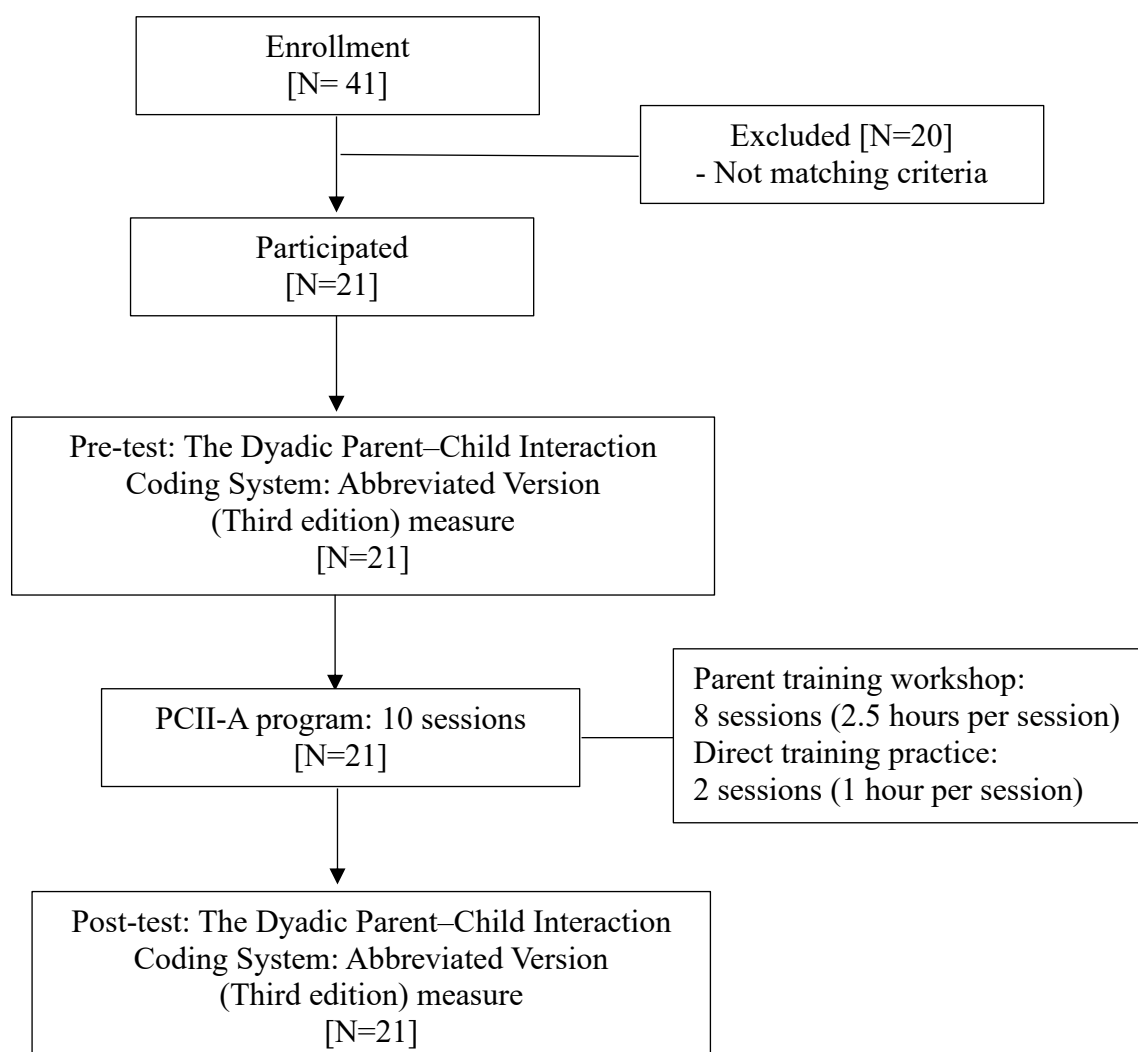 Enrollment
[N= 41]
Excluded [N=20]
- Not matching criteria
Participated
[N=21]
Pre-test: The Dyadic Parent–Child Interaction
Coding System: Abbreviated Version
(Third edition) measure
[N=21]
PCII-A program: 10 sessions
[N=21]
Parent training workshop:
8 sessions (2.5 hours per session)
Direct training practice:
2 sessions (1 hour per session)
Post-test: The Dyadic Parent–Child Interaction
Coding System: Abbreviated Version
(Third edition) measure
[N=21]